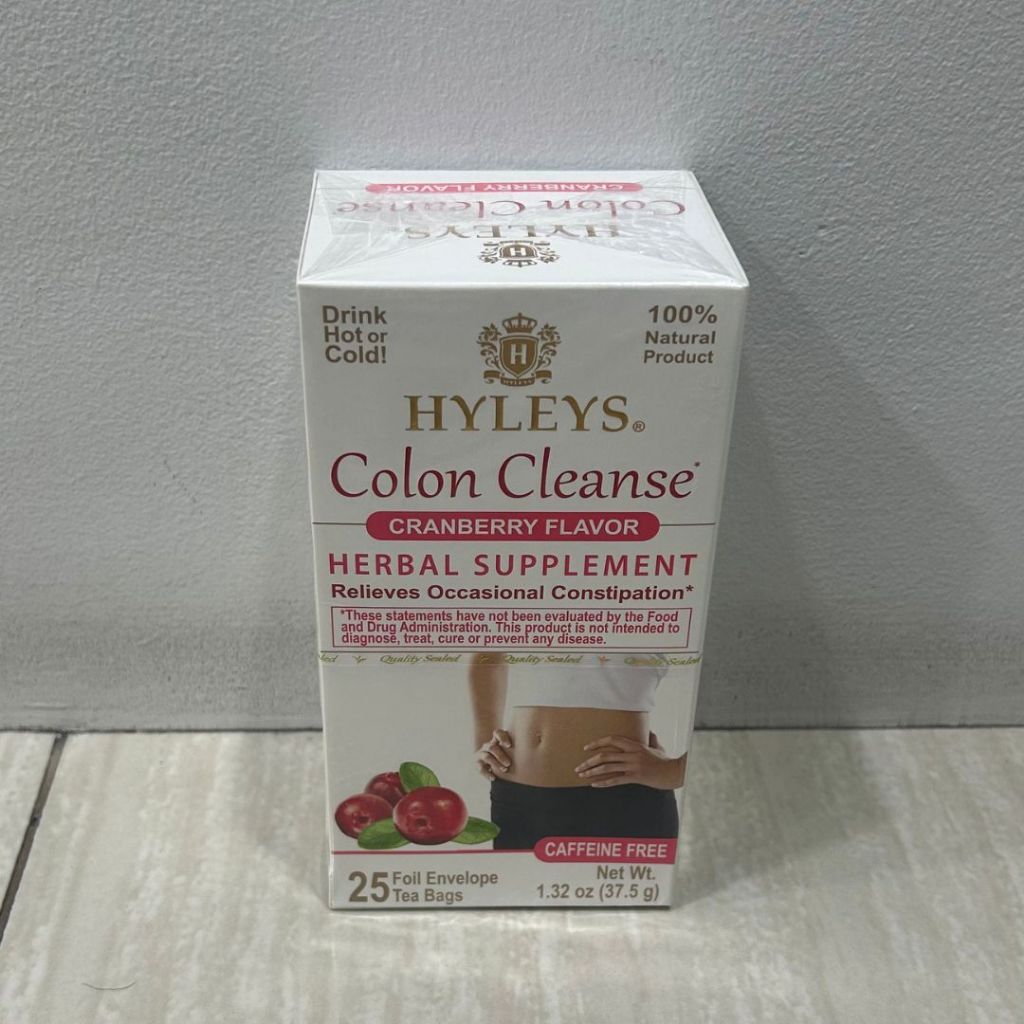 CRANBERRY FLAVOR
Colon Cleanse
HYLEYS
H
Drink
Hot or
Cold!
100%
Natural
Product
H
HYLEYS
HYLEYS®
Colon Cleanse*
CRANBERRY FLAVOR
HERBAL SUPPLEMENT
Relieves Occasional Constipation*
*These statements have not been evaluated by the Food
and Drug Administration. This product is not intended to
diagnose, treat, cure or prevent any disease.
led Quality Sealed Quality Sealed Quality Sealed
CAFFEINE FREE
25 Foil Envelope
Tea Bags
Net Wt.
1.32 oz (37.5 g)